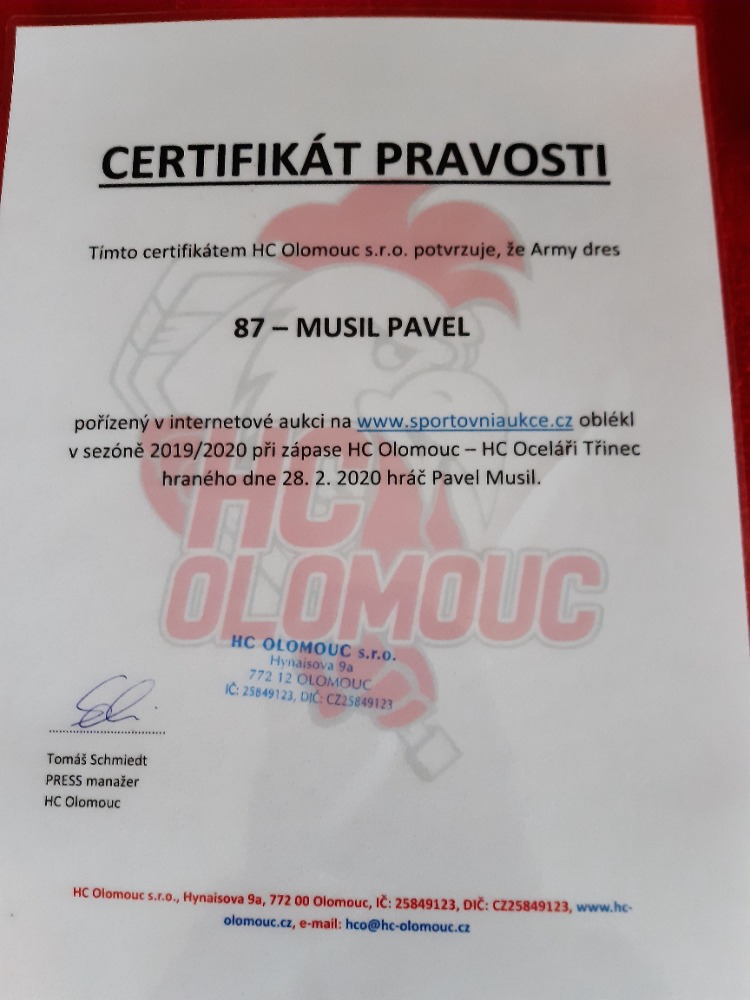 CERTIFIKÁT PRAVOSTI
Tímto certifikátem HC Olomouc s.r.o. potvrzuje, že Army dres
87 – MUSIL PAVEL
pořízený v internetové aukci na www.sportovniaukce.cz oblékl
v sezóně 2019/2020 při zápase HC Olomouc – HC Oceláři Třinec
hraného dne 28. 2. 2020 hráč Pavel Musil.
HC
OLOMOUC
HC OLOMOUC s.r.o.
Hynaisova 9a
772 12 OLOMOUC
IČ: 25849123, DIČ: CZ25849123
Tomáš Schmiedt
PRESS manažer
HC Olomouc
HC Olomouc s.r.o., Hynaisova 9a, 772 00 Olomouc, IČ: 25849123, DIČ: CZ25849123, www.hc-
olomouc.cz, e-mail: hco@hc-olomouc.cz